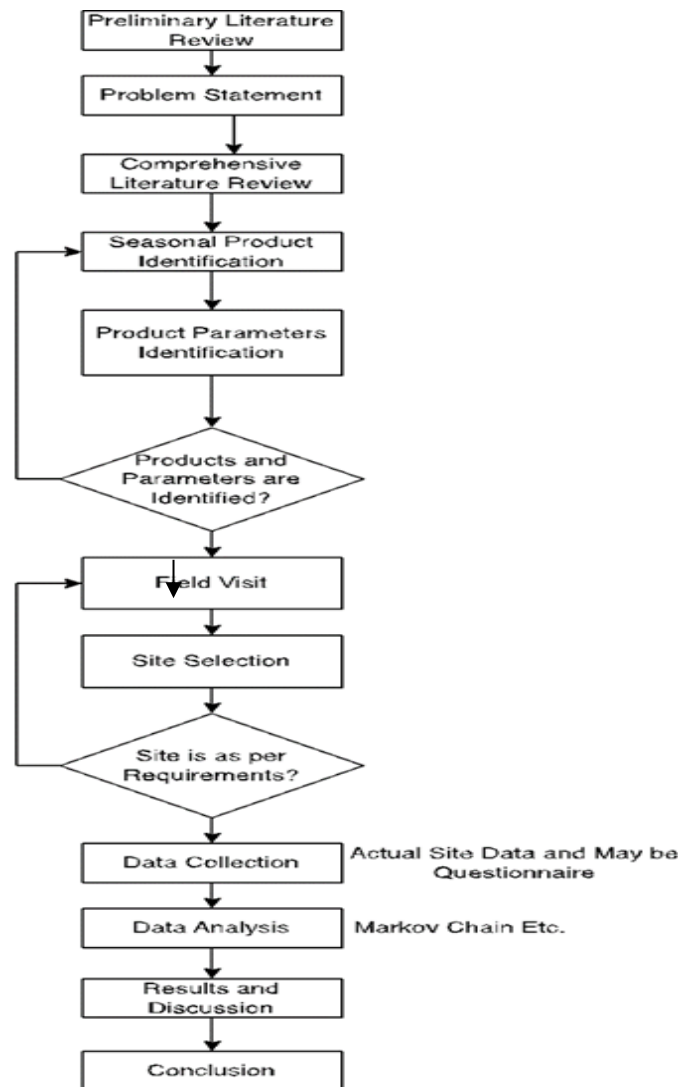 Preliminary Literature
Review
Problem Statement
Comprehensive
Literature Review
Seasonal Product
Identification
Product Parameters
Identification
Products and
Parameters are
Identified?
Field Visit
Site Selection
Site is as per
Requirements?
Data Collection
Actual Site Data and May be
Questionnaire
Data Analysis
Markov Chain Etc.
Results and
Discussion
Conclusion